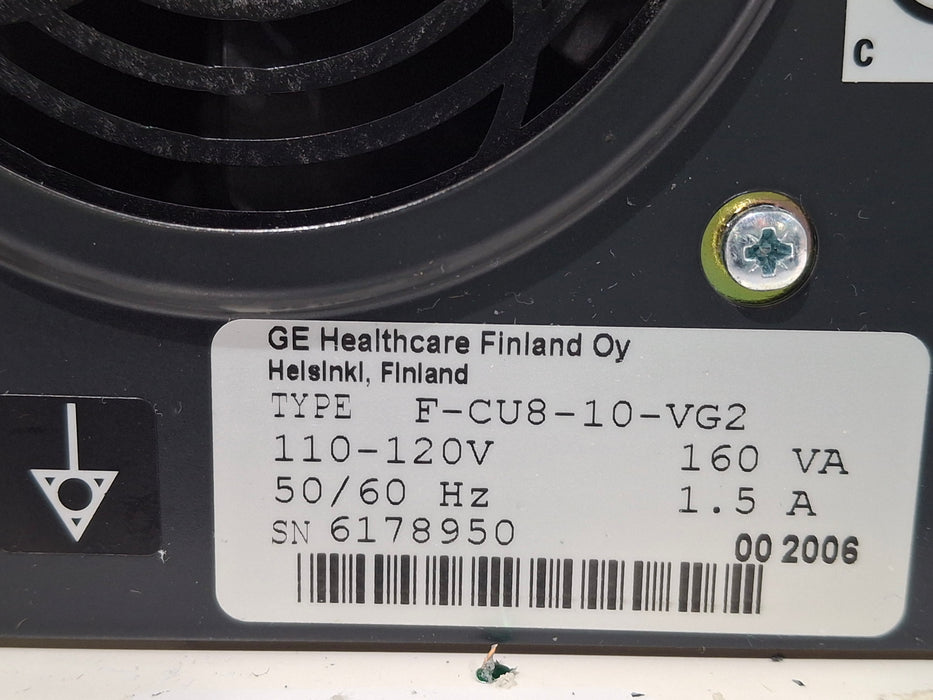 C
GE Healthcare Finland Oy
Helsinki, Finland
TYPE F-CU8-10-VG2
110-120V 160 VA
50/60 Hz 1.5 A
SN 6178950
00 2006